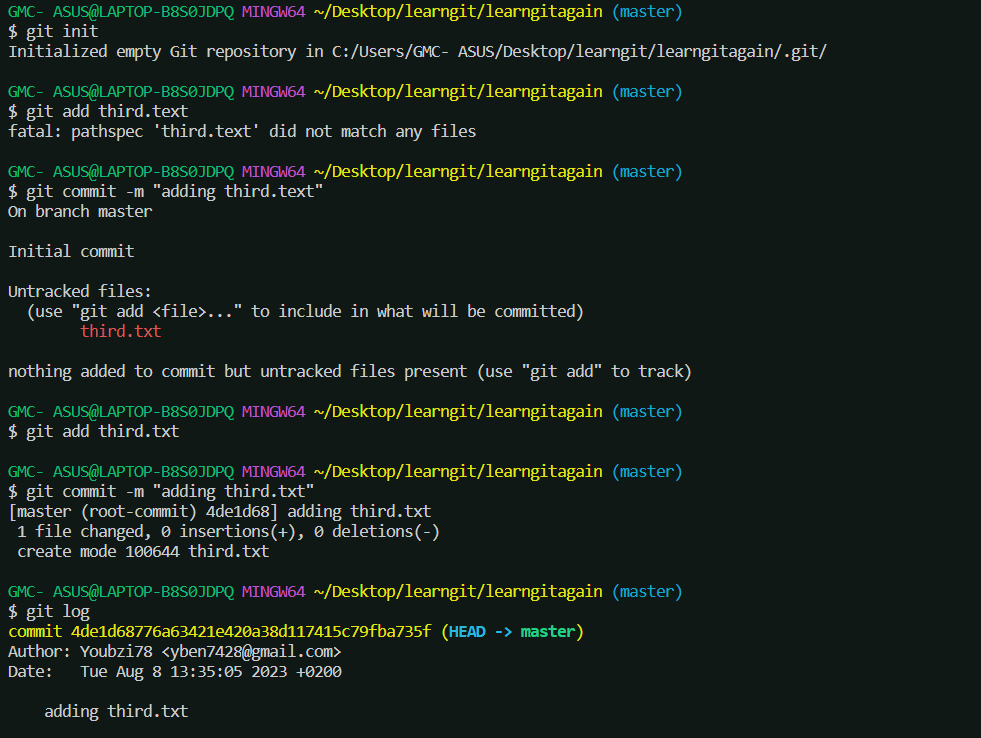 GMC- ASUS@LAPTOP-B8S0JDPQ MINGW64 ~/Desktop/learngit/learngitagain (master)
$ git init
Initialized empty Git repository in C:/Users/GMC- ASUS/Desktop/learngit/learngitagain/.git/
GMC- ASUS@LAPTOP-B8S0JDPQ MINGW64 ~/Desktop/learngit/learngitagain (master)
$ git add third.text
fatal: pathspec 'third.text' did not match any files
GMC- ASUS@LAPTOP-B8S0JDPQ MINGW64 ~/Desktop/learngit/learngitagain (master)
$ git commit -m "adding third.text"
On branch master
Initial commit
Untracked files:
  (use "git add <file>..." to include in what will be committed)
        third.txt
nothing added to commit but untracked files present (use "git add" to track)
GMC- ASUS@LAPTOP-B8S0JDPQ MINGW64 ~/Desktop/learngit/learngitagain (master)
$ git add third.txt
GMC- ASUS@LAPTOP-B8S0JDPQ MINGW64 ~/Desktop/learngit/learngitagain (master)
$ git commit -m "adding third.txt"
[master (root-commit) 4de1d68] adding third.txt
 1 file changed, 0 insertions(+), 0 deletions(-)
 create mode 100644 third.txt
GMC- ASUS@LAPTOP-B8S0JDPQ MINGW64 ~/Desktop/learngit/learngitagain (master)
$ git log
commit 4de1d68776a63421e420a38d117415c79fba735f (HEAD -> master)
Author: Youbzi78 <yben7428@gmail.com>
Date:   Tue Aug 8 13:35:05 2023 +0200
    adding third.txt